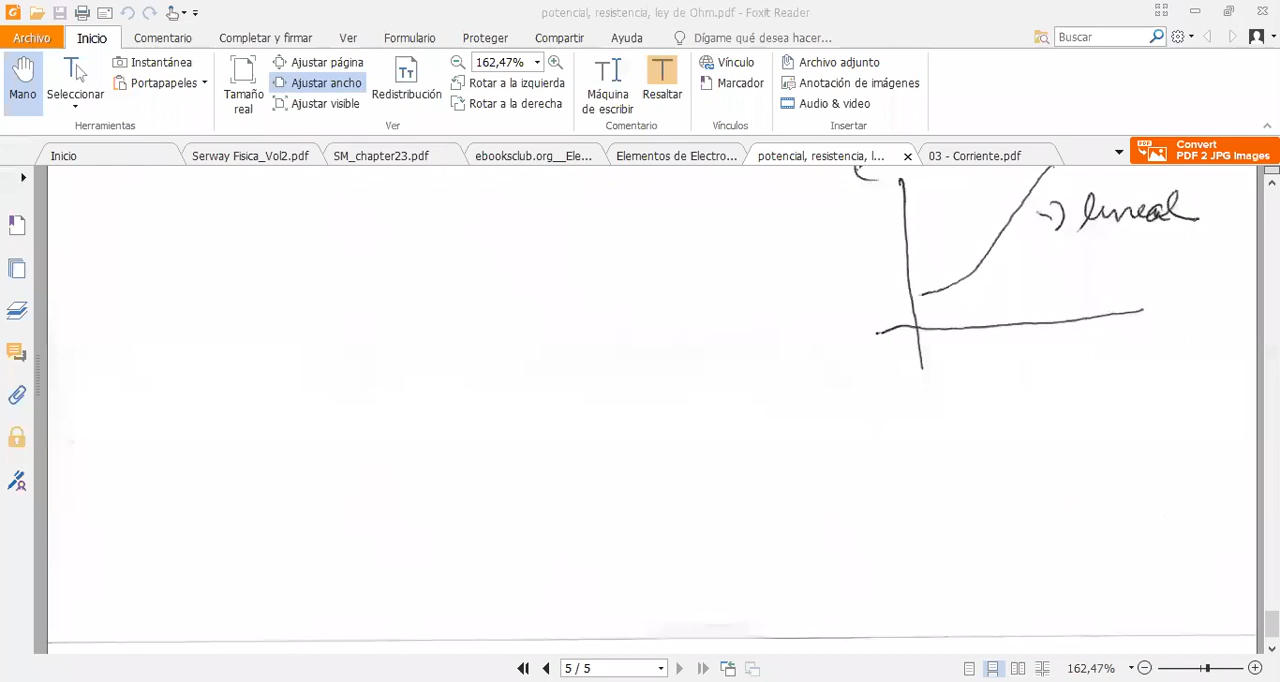 potencial, resistencia, ley de Ohm.pdf - Foxit Reader
Archivo Inicio Comentario Completar y firmar Ver Formulario Proteger Compartir Ayuda Dígame qué desea hacer... Buscar
Mano Seleccionar Instantánea Portapapeles Tamaño real Ajustar página Ajustar ancho Ajustar visible Redistribución 162,47% Rotar a la izquierda Rotar a la derecha Máquina de escribir Resaltar Vínculo Marcador Archivo adjunto Anotación de imágenes Audio & video
Herramientas Ver Comentario Vínculos Insertar
Inicio Serway Fisica_Vol2.pdf SM_chapter23.pdf ebooksclub.org__Ele... Elementos de Electro... potencial, resistencia, l... 03 - Corriente.pdf Convert PDF 2 JPG Images
lineal
5 / 5 162,47%